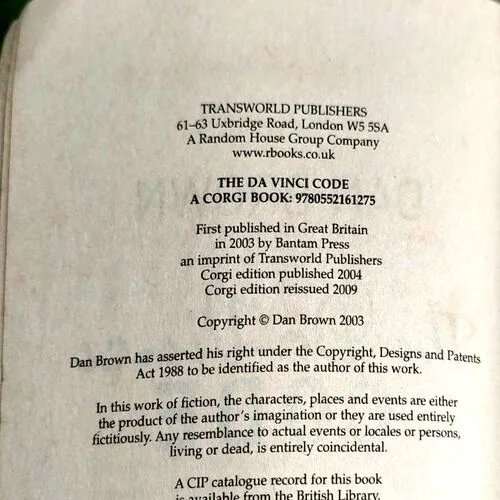 TRANSWORLD PUBLISHERS
61–63 Uxbridge Road, London W5 5SA
A Random House Group Company
www.rbooks.co.uk
THE DA VINCI CODE
A CORGI BOOK: 9780552161275
First published in Great Britain
in 2003 by Bantam Press
an imprint of Transworld Publishers
Corgi edition published 2004
Corgi edition reissued 2009
Copyright © Dan Brown 2003
Dan Brown has asserted his right under the Copyright, Designs and Patents
Act 1988 to be identified as the author of this work.
In this work of fiction, the characters, places and events are either
the product of the author's imagination or they are used entirely
fictitiously. Any resemblance to actual events or locales or persons,
living or dead, is entirely coincidental.
A CIP catalogue record for this book
is available from the British Library.